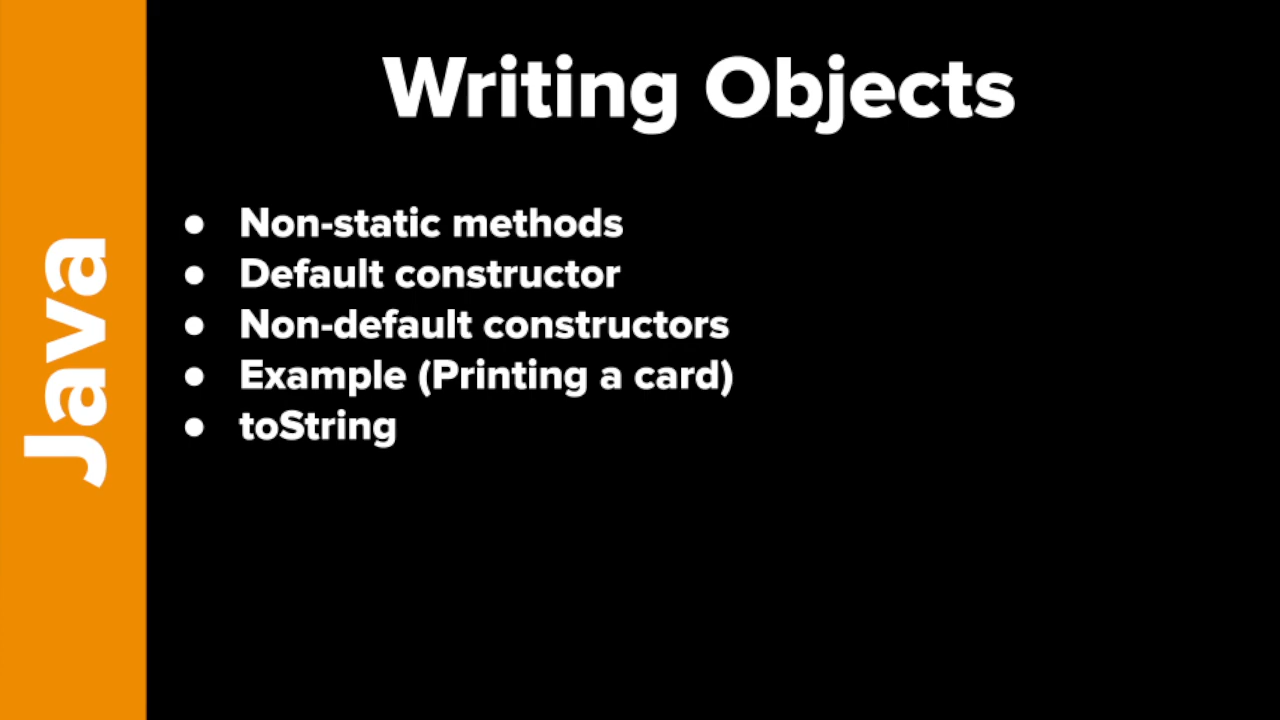 Java
Writing Objects
● Non-static methods
● Default constructor
● Non-default constructors
● Example (Printing a card)
● toString